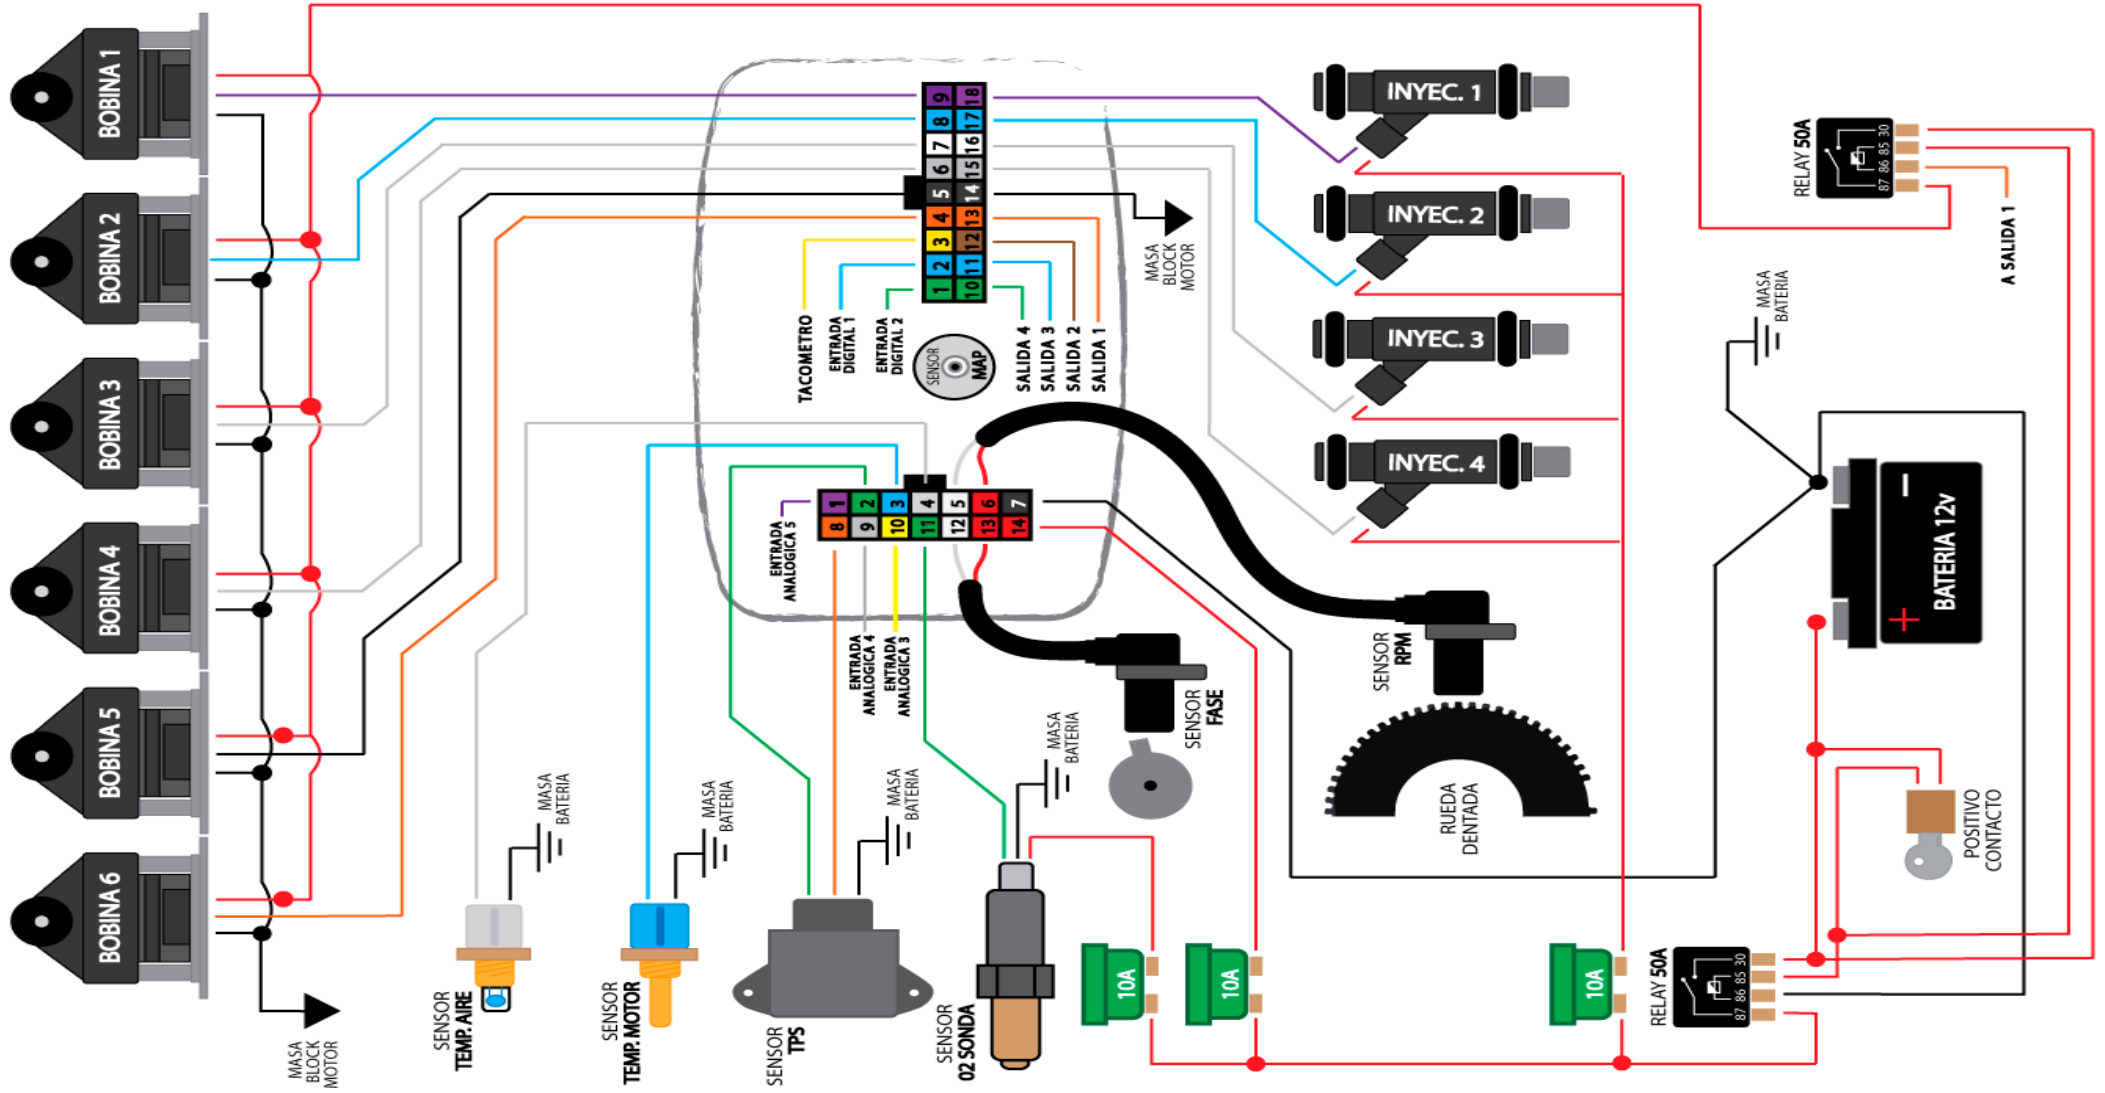 BOBINA 1
BOBINA 2
BOBINA 3
BOBINA 4
BOBINA 5
BOBINA 6
MASA
BLOCK
MOTOR
9
8
7
6
5
4
3
2
1
18
17
16
15
14
13
12
11
10
TACOMETRO
ENTRADA
DIGITAL 1
ENTRADA
DIGITAL 2
SENSOR
MAP
SALIDA 4
SALIDA 3
SALIDA 2
SALIDA 1
MASA
BLOCK
MOTOR
1
2
3
4
5
6
7
8
9
10
11
12
13
14
ENTRADA
ANALOGICA 5
ENTRADA
ANALOGICA 4
ENTRADA
ANALOGICA 3
INYEC. 1
INYEC. 2
INYEC. 3
INYEC. 4
RELAY 50A
30
85
86
87
A SALIDA 1
MASA
BATERIA
BATERIA 12v
SENSOR
RPM
SENSOR
FASE
RUEDA
DENTADA
POSITIVO
CONTACTO
MASA
BATERIA
MASA
BATERIA
MASA
BATERIA
MASA
BATERIA
SENSOR
TEMP. AIRE
SENSOR
TEMP. MOTOR
SENSOR
TPS
SENSOR
02 SONDA
10A
10A
10A
RELAY 50A
30
85
86
87